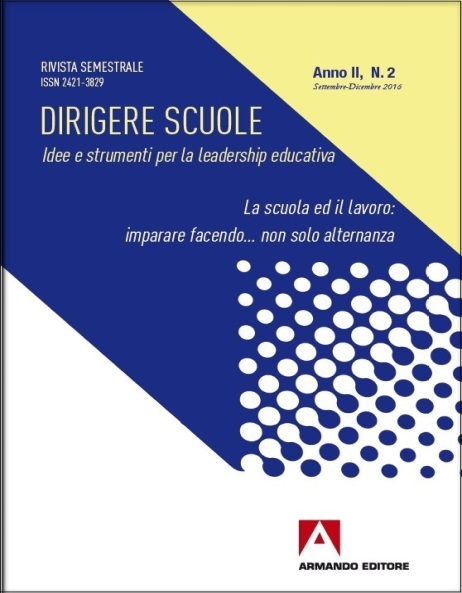 RIVISTA SEMESTRALE
ISSN 2421-3829
Anno II, N. 2
Settembre-Dicembre 2016
DIRIGERE SCUOLE
Idee e strumenti per la leadership educativa
La scuola ed il lavoro:
imparare facendo... non solo alternanza
A
ARMANDO EDITORE